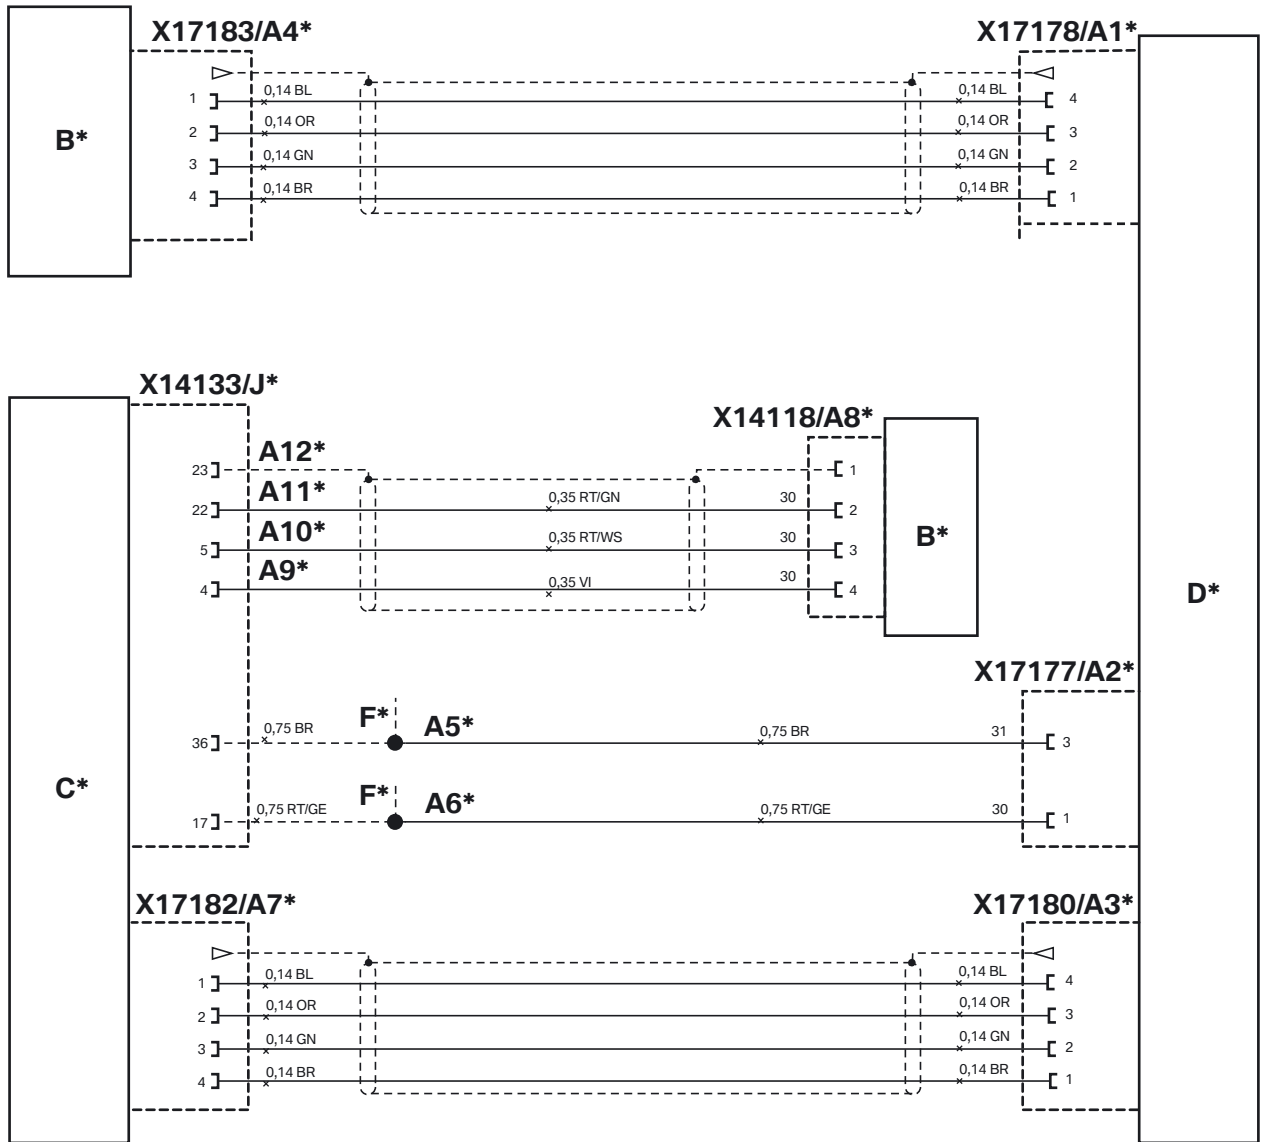 X17183/A4* X17178/A1*
1 0,14 BL 0,14 BL 4
B* 2 0,14 OR 0,14 OR 3
3 0,14 GN 0,14 GN 2
4 0,14 BR 0,14 BR 1
X14133/J*
X14118/A8*
23 A12* 1
22 A11* 0,35 RT/GN 30 2
5 A10* 0,35 RT/WS 30 3 B*
4 A9* 0,35 VI 30 4
D*
X17177/A2*
36 0,75 BR F* A5* 0,75 BR 31 3
C*
17 0,75 RT/GE F* A6* 0,75 RT/GE 30 1
X17182/A7* X17180/A3*
1 0,14 BL 0,14 BL 4
2 0,14 OR 0,14 OR 3
3 0,14 GN 0,14 GN 2
4 0,14 BR 0,14 BR 1